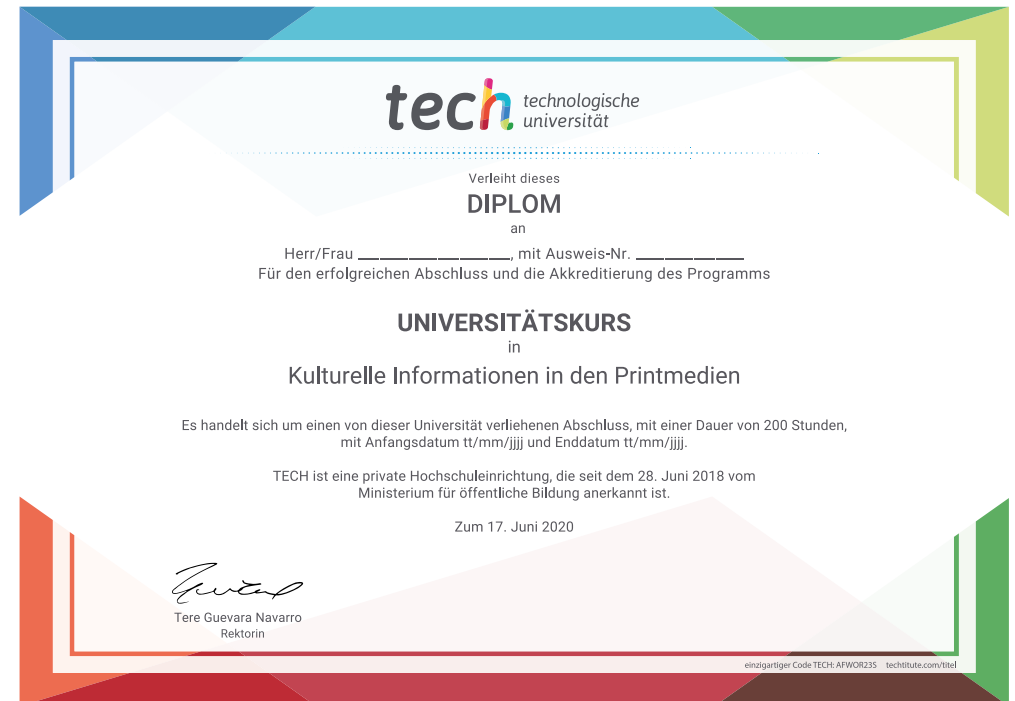 tech technologische
universität
Verleiht dieses
DIPLOM
an
Herr/Frau ____________________, mit Ausweis-Nr. ______________
Für den erfolgreichen Abschluss und die Akkreditierung des Programms
UNIVERSITÄTSKURS
in
Kulturelle Informationen in den Printmedien
Es handelt sich um einen von dieser Universität verliehenen Abschluss, mit einer Dauer von 200 Stunden,
mit Anfangsdatum tt/mm/jjjj und Enddatum tt/mm/jjjj.
TECH ist eine private Hochschuleinrichtung, die seit dem 28. Juni 2018 vom
Ministerium für öffentliche Bildung anerkannt ist.
Zum 17. Juni 2020
Tere Guevara Navarro
Rektorin
einzigartiger Code TECH: AFWOR235 techtitute.com/titel